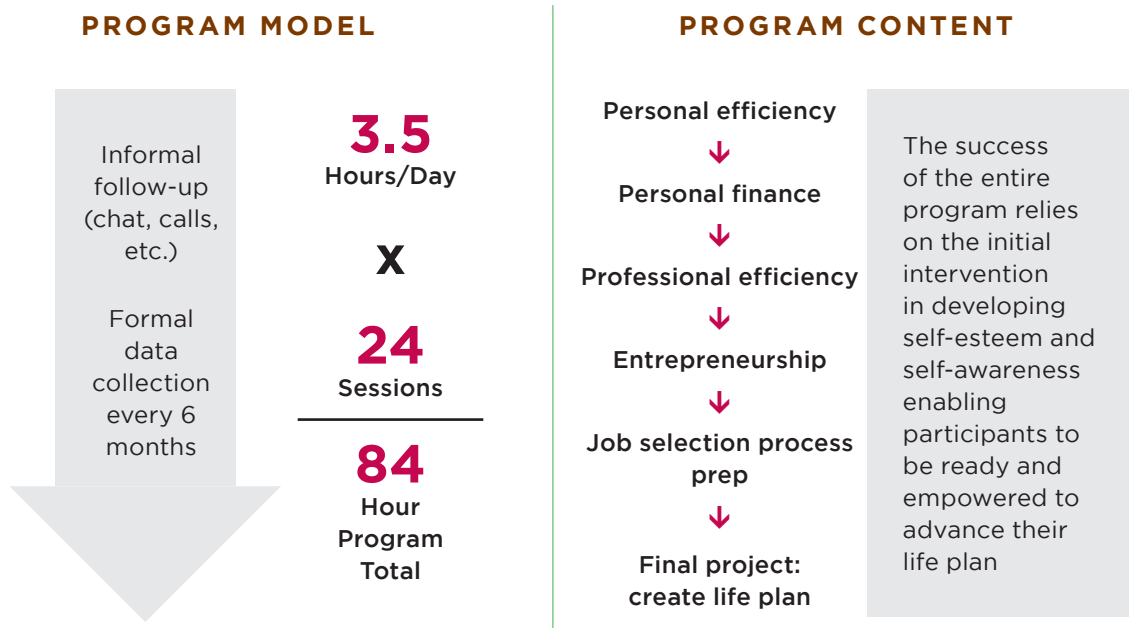 PROGRAM MODEL
Informal
follow-up
(chat, calls,
etc.)
Formal
data
collection
every 6
months
3.5
Hours/Day
x
24
Sessions
84
Hour
Program
Total
PROGRAM CONTENT
Personal efficiency
Personal finance
Professional efficiency
Entrepreneurship
Job selection process
prep
Final project:
create life plan
The success
of the entire
program relies
on the initial
intervention
in developing
self-esteem and
self-awareness
enabling
participants to
be ready and
empowered to
advance their
life plan